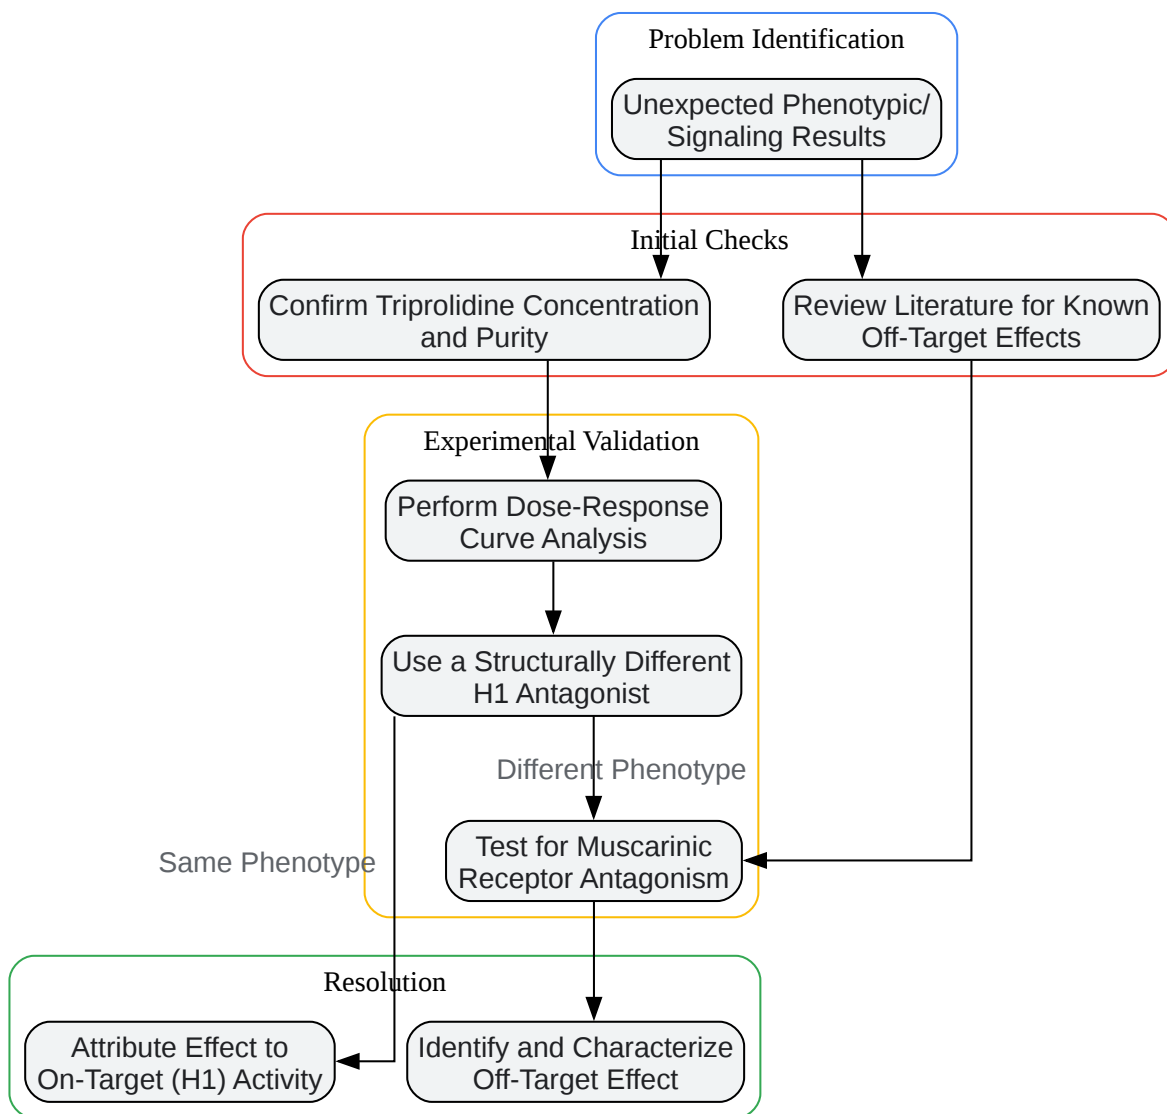 Problem Identification
Unexpected Phenotypic/
Signaling Results
Initial Checks
Confirm Triprolidine Concentration
and Purity
Review Literature for Known
Off-Target Effects
Experimental Validation
Perform Dose-Response
Curve Analysis
Use a Structurally Different
H1 Antagonist
Different Phenotype
Same Phenotype
Test for Muscarinic
Receptor Antagonism
Resolution
Attribute Effect to
On-Target (H1) Activity
Identify and Characterize
Off-Target Effect